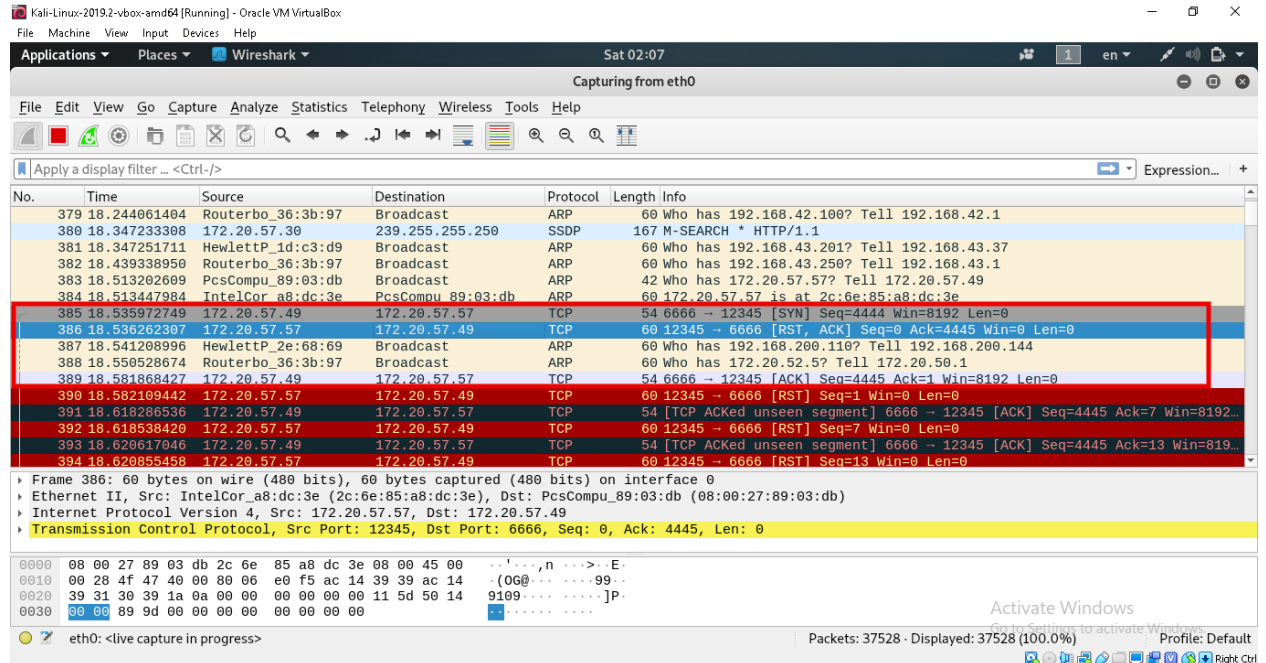 Kali-Linux-2019.2-vbox-amd64 [Running] - Oracle VM VirtualBox
File Machine View Input Devices Help
Applications Places Wireshark Sat 02:07 1 en
Capturing from eth0
File Edit View Go Capture Analyze Statistics Telephony Wireless Tools Help
Apply a display filter ... <Ctrl-/> Expression... +
No. Time Source Destination Protocol Length Info
379 18.244061404 Routerbo_36:3b:97 Broadcast ARP 60 Who has 192.168.42.100? Tell 192.168.42.1
380 18.347233308 172.20.57.30 239.255.255.250 SSDP 167 M-SEARCH * HTTP/1.1
381 18.347251711 HewlettP_1d:c3:d9 Broadcast ARP 60 Who has 192.168.43.201? Tell 192.168.43.37
382 18.439338950 Routerbo_36:3b:97 Broadcast ARP 60 Who has 192.168.43.250? Tell 192.168.43.1
383 18.513202609 PcsCompu_89:03:db Broadcast ARP 42 Who has 172.20.57.57? Tell 172.20.57.49
384 18.513447984 IntelCor_a8:dc:3e PcsCompu_89:03:db ARP 60 172.20.57.57 is at 2c:6e:85:a8:dc:3e
385 18.535972749 172.20.57.49 172.20.57.57 TCP 54 6666 → 12345 [SYN] Seq=4444 Win=8192 Len=0
386 18.536262307 172.20.57.57 172.20.57.49 TCP 60 12345 → 6666 [RST, ACK] Seq=0 Ack=4445 Win=0 Len=0
387 18.541208996 HewlettP_2e:68:69 Broadcast ARP 60 Who has 192.168.200.110? Tell 192.168.200.144
388 18.550528674 Routerbo_36:3b:97 Broadcast ARP 60 Who has 172.20.52.5? Tell 172.20.50.1
389 18.581868427 172.20.57.49 172.20.57.57 TCP 54 6666 → 12345 [ACK] Seq=4445 Ack=1 Win=8192 Len=0
390 18.582109442 172.20.57.57 172.20.57.49 TCP 60 12345 → 6666 [RST] Seq=1 Win=0 Len=0
391 18.618286536 172.20.57.49 172.20.57.57 TCP 54 [TCP ACKed unseen segment] 6666 → 12345 [ACK] Seq=4445 Ack=7 Win=8192…
392 18.618538420 172.20.57.57 172.20.57.49 TCP 60 12345 → 6666 [RST] Seq=7 Win=0 Len=0
393 18.620617046 172.20.57.49 172.20.57.57 TCP 54 [TCP ACKed unseen segment] 6666 → 12345 [ACK] Seq=4445 Ack=13 Win=819…
394 18.620855458 172.20.57.57 172.20.57.49 TCP 60 12345 → 6666 [RST] Seq=13 Win=0 Len=0
Frame 386: 60 bytes on wire (480 bits), 60 bytes captured (480 bits) on interface 0
Ethernet II, Src: IntelCor_a8:dc:3e (2c:6e:85:a8:dc:3e), Dst: PcsCompu_89:03:db (08:00:27:89:03:db)
Internet Protocol Version 4, Src: 172.20.57.57, Dst: 172.20.57.49
Transmission Control Protocol, Src Port: 12345, Dst Port: 6666, Seq: 0, Ack: 4445, Len: 0
0000 08 00 27 89 03 db 2c 6e 85 a8 dc 3e 08 00 45 00 ··'···,n ···>··E·
0010 00 28 4f 47 40 00 80 06 e0 f5 ac 14 39 39 ac 14 ·(OG@··· ····99··
0020 39 31 30 39 1a 0a 00 00 00 00 00 00 11 5d 50 14 9109···· ·····]P·
0030 00 00 89 9d 00 00 00 00 00 00 00 00 ········ ····
Activate Windows
Go to Settings to activate Windows.
eth0: <live capture in progress> Packets: 37528 · Displayed: 37528 (100.0%) Profile: Default
Right Ctrl